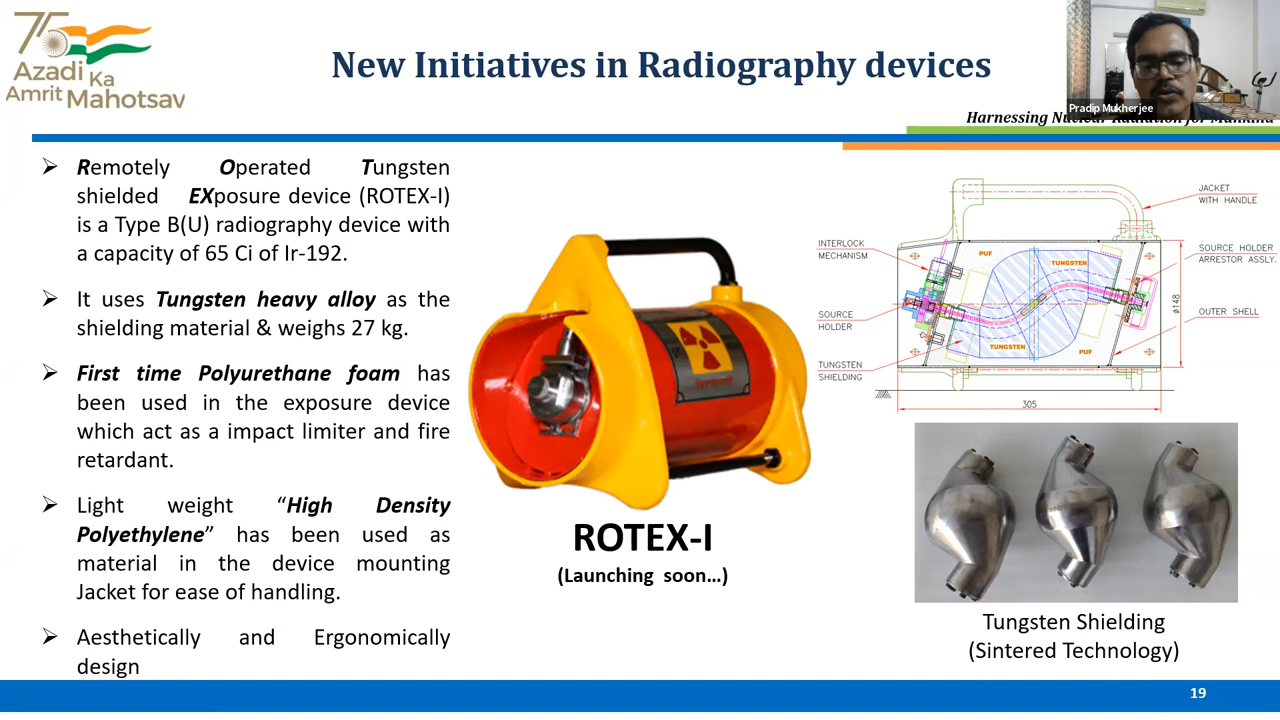 75
Azadi Ka
Amrit Mahotsav
New Initiatives in Radiography devices
Pradip Mukherjee
Harnessing Nuclear Radiation for Mankind
➢ Remotely Operated Tungsten
shielded EXposure device (ROTEX-I)
is a Type B(U) radiography device with
a capacity of 65 Ci of Ir-192.
➢ It uses Tungsten heavy alloy as the
shielding material & weighs 27 kg.
➢ First time Polyurethane foam has
been used in the exposure device
which act as a impact limiter and fire
retardant.
➢ Light weight “High Density
Polyethylene” has been used as
material in the device mounting
Jacket for ease of handling.
➢ Aesthetically and Ergonomically
design
ROTEX-I
(Launching soon…)
JACKET
WITH HANDLE
INTERLOCK
MECHANISM
PUF
TUNGSTEN
SOURCE HOLDER
ARRESTOR ASSLY.
SOURCE
HOLDER
ø148
OUTER SHELL
TUNGSTEN
PUF
TUNGSTEN
SHIELDING
305
Tungsten Shielding
(Sintered Technology)
19